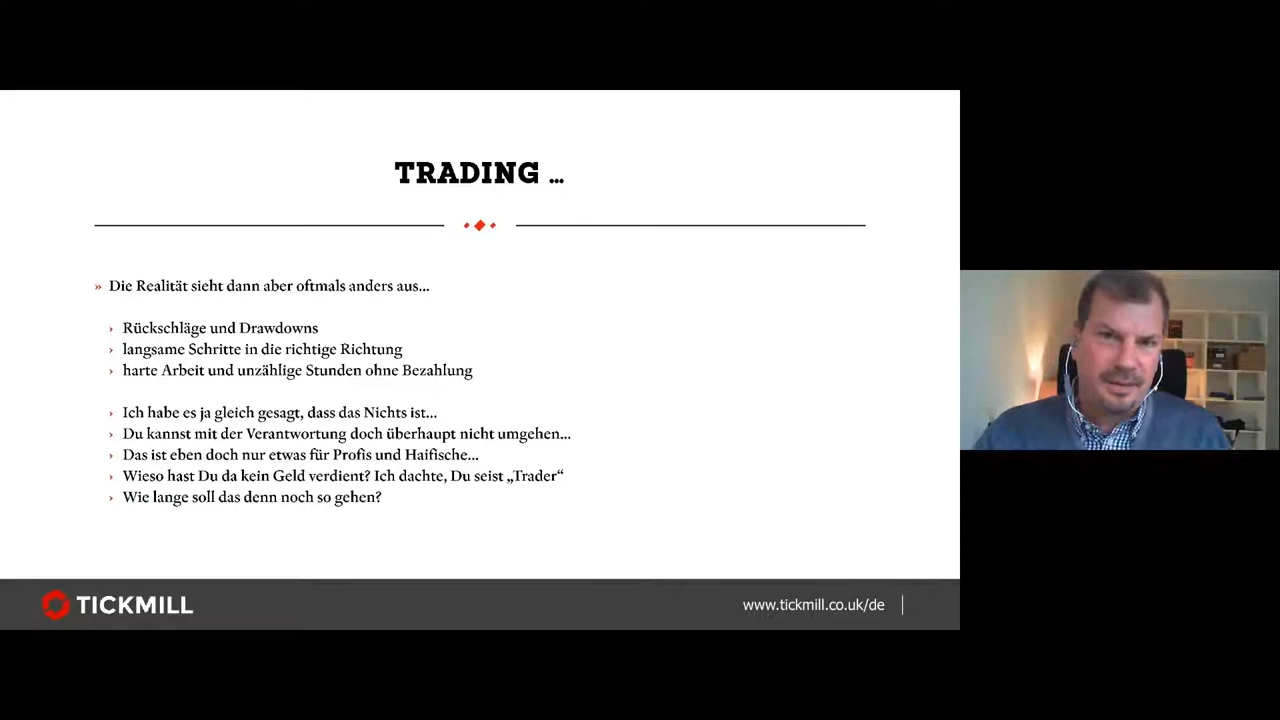 TRADING ...
» Die Realität sieht dann aber oftmals anders aus...
› Rückschläge und Drawdowns
› langsame Schritte in die richtige Richtung
› harte Arbeit und unzählige Stunden ohne Bezahlung
› Ich habe es ja gleich gesagt, dass das Nichts ist...
› Du kannst mit der Verantwortung doch überhaupt nicht umgehen...
› Das ist eben doch nur etwas für Profis und Haifische...
› Wieso hast Du da kein Geld verdient? Ich dachte, Du seist „Trader“
› Wie lange soll das denn noch so gehen?
TICKMILL
www.tickmill.co.uk/de